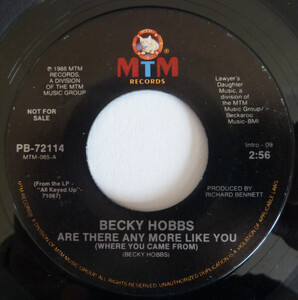 MTM
RECORDS
℗ 1988 MTM
RECORDS,
A DIVISION
OF THE MTM
MUSIC GROUP
NOT FOR
SALE
PB-72114
MTM-085-A
(From the LP -
"All Keyed Up"-
71067)
Lawyer's
Daughter
Music, a
division of
the MTM
Music Group/
Beckaroo
Music-BMI
Intro - 09
2:56
PRODUCED BY
RICHARD BENNETT
BECKY HOBBS
ARE THERE ANY MORE LIKE YOU
(WHERE YOU CAME FROM)
(BECKY HOBBS)